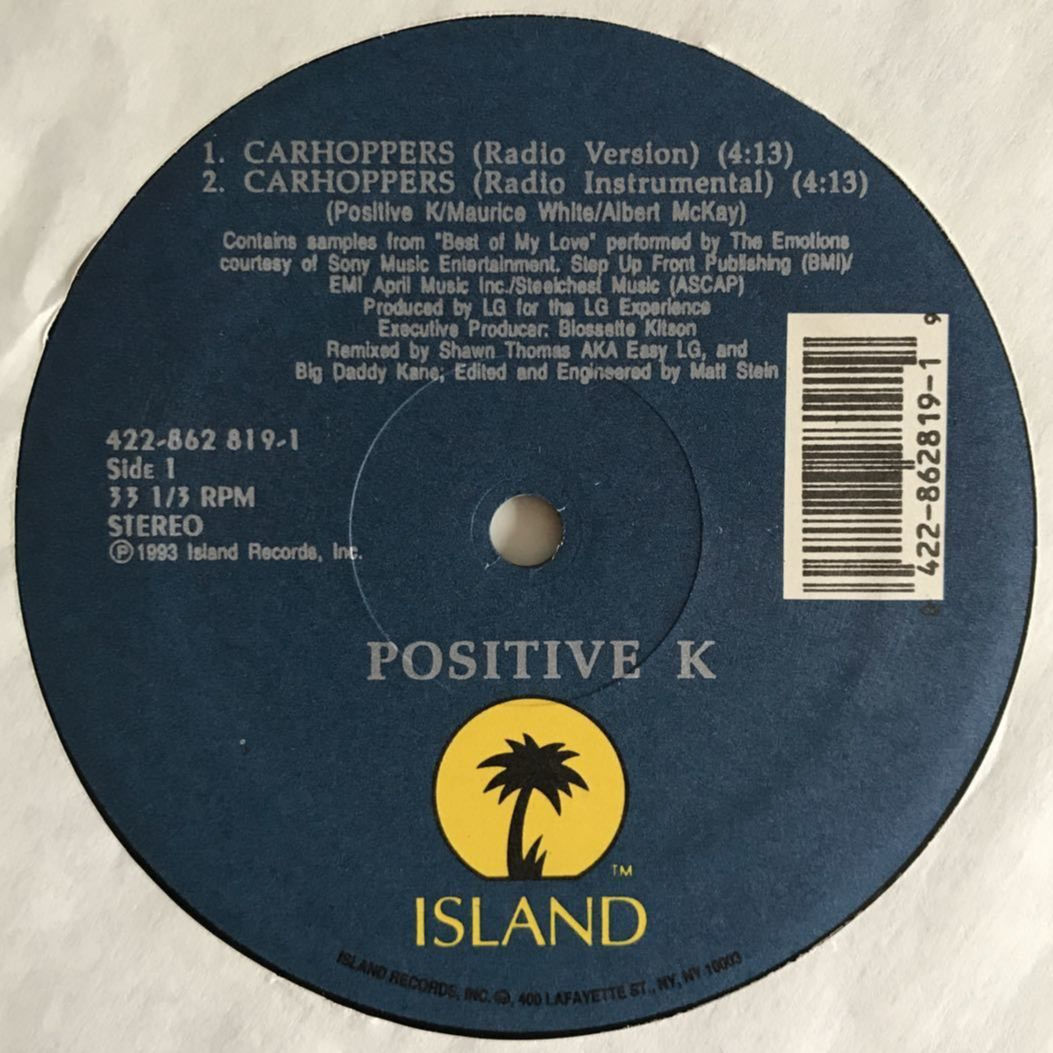 1. CARHOPPERS (Radio Version) (4:13)
2. CARHOPPERS (Radio Instrumental) (4:13)
(Positive K/Maurice White/Albert McKay)
Contains samples from "Best of My Love" performed by The Emotions
courtesy of Sony Music Entertainment. Step Up Front Publishing (BMI)/
EMI April Music Inc./Steelchest Music (ASCAP)
Produced by LG for the LG Experience
Executive Producer: Blossette Kitson
Remixed by Shawn Thomas AKA Easy LG, and
Big Daddy Kane; Edited and Engineered by Matt Stein
422-862 819-1
Side 1
33 1/3 RPM
STEREO
Ⓟ1993 Island Records, Inc.
422-862819-1 9
POSITIVE K
TM
ISLAND
ISLAND RECORDS, INC. ©, 400 LAFAYETTE ST., NY, NY 10003